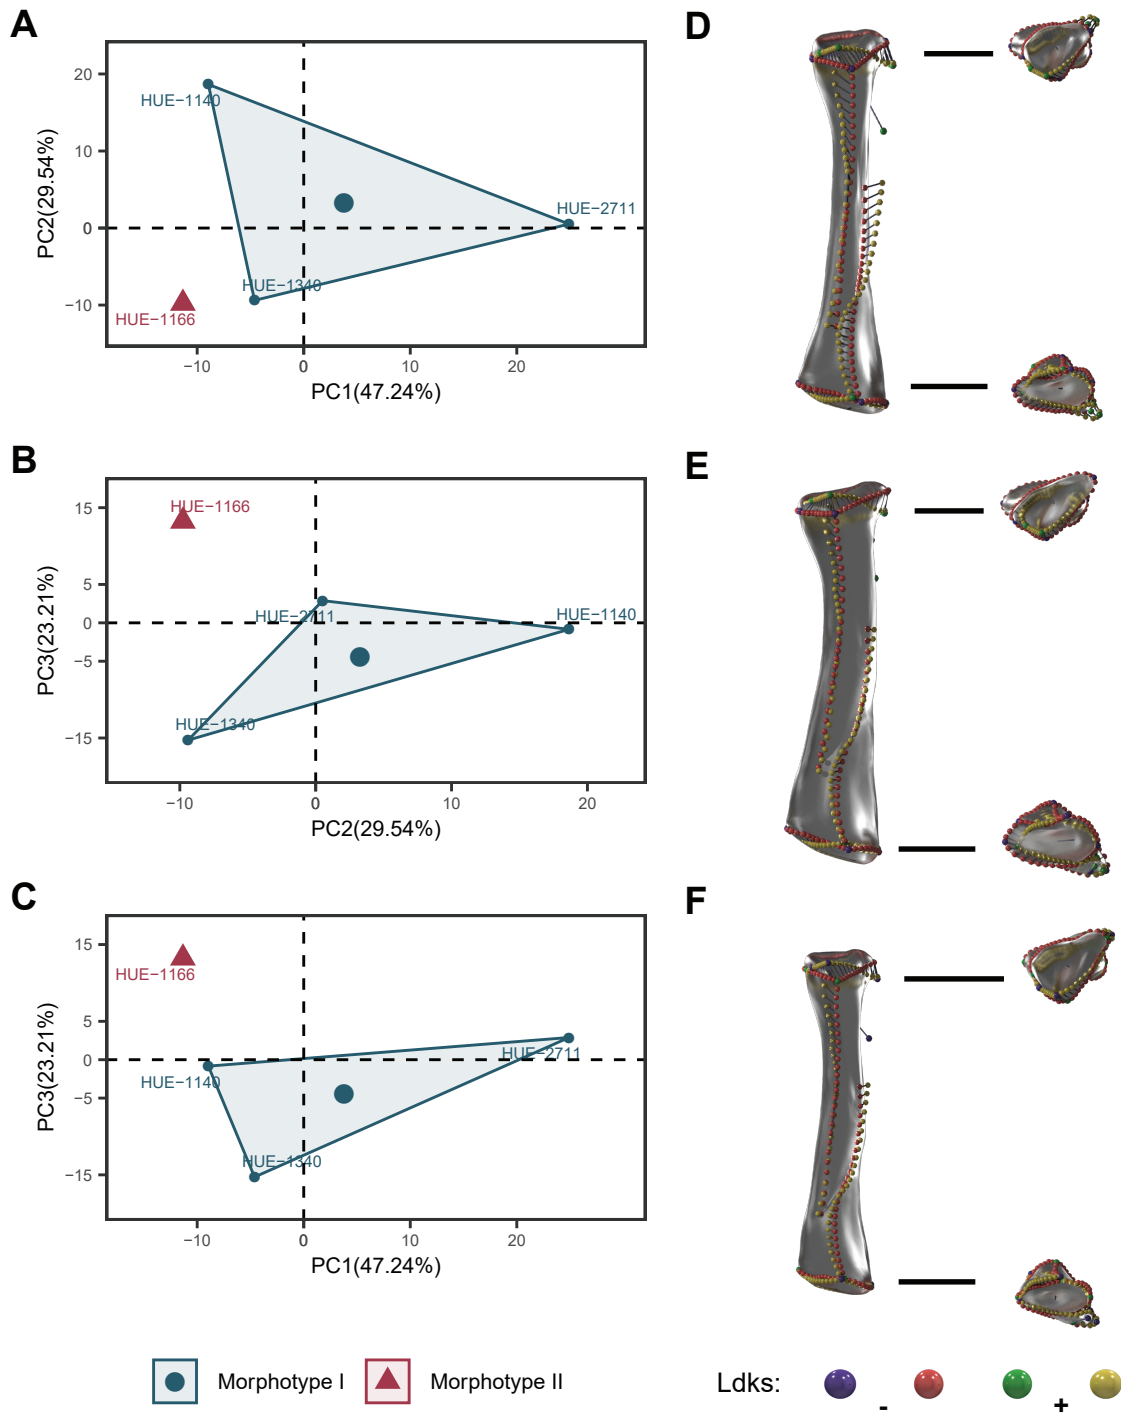 A
PC2(29.54%)
20
10
0
−10
HUE−1140
HUE−2711
HUE−1340
HUE−1166
−10
0
10
20
PC1(47.24%)
D
B
PC3(23.21%)
15
5
0
−5
−15
HUE−1166
HUE−2711
HUE−1140
HUE−1340
−10
0
10
20
PC2(29.54%)
E
C
PC3(23.21%)
15
5
0
−5
−15
HUE−1166
HUE−2711
HUE−1140
HUE−1340
−10
0
10
20
PC1(47.24%)
F
Morphotype I
Morphotype II
Ldks:
- +